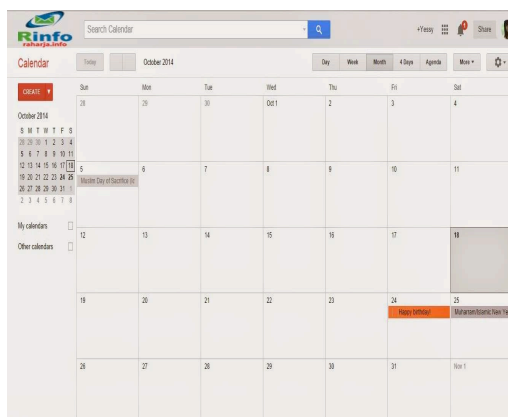 Rinfo
raharja.info
Search Calendar
+Yessy
Share
Calendar
Today
October 2014
Day Week Month 4 Days Agenda
More
CREATE
Sun Mon Tue Wed Thu Fri Sat
28 29 30 Oct 1 2 3 4
October 2014
S M T W T F S
28 29 30 1 2 3 4
5 6 7 8 9 10 11
12 13 14 15 16 17 18
19 20 21 22 23 24 25
26 27 28 29 30 31 1
2 3 4 5 6 7 8
My calendars
Other calendars
5 6 7 8 9 10 11
Muslim Day of Sacrifice (Id
12 13 14 15 16 17 18
19 20 21 22 23 24 25
Happy birthday!
Muharram/Islamic New Ye
26 27 28 29 30 31 Nov 1